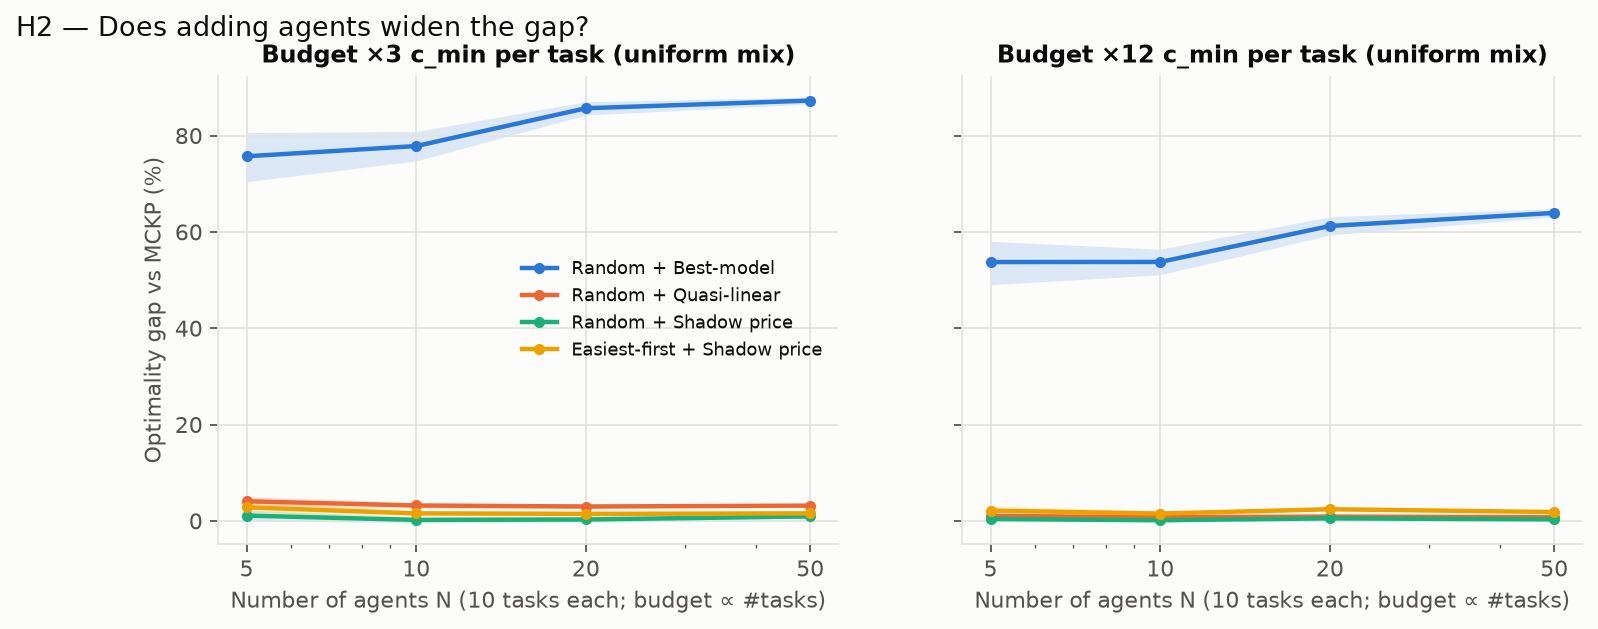 H2 — Does adding agents widen the gap?
Budget ×3 c_min per task (uniform mix)
Budget ×12 c_min per task (uniform mix)
Optimality gap vs MCKP (%)
80
60
40
20
0
Random + Best-model
Random + Quasi-linear
Random + Shadow price
Easiest-first + Shadow price
5 10 20 50
5 10 20 50
Number of agents N (10 tasks each; budget ∝ #tasks)
Number of agents N (10 tasks each; budget ∝ #tasks)